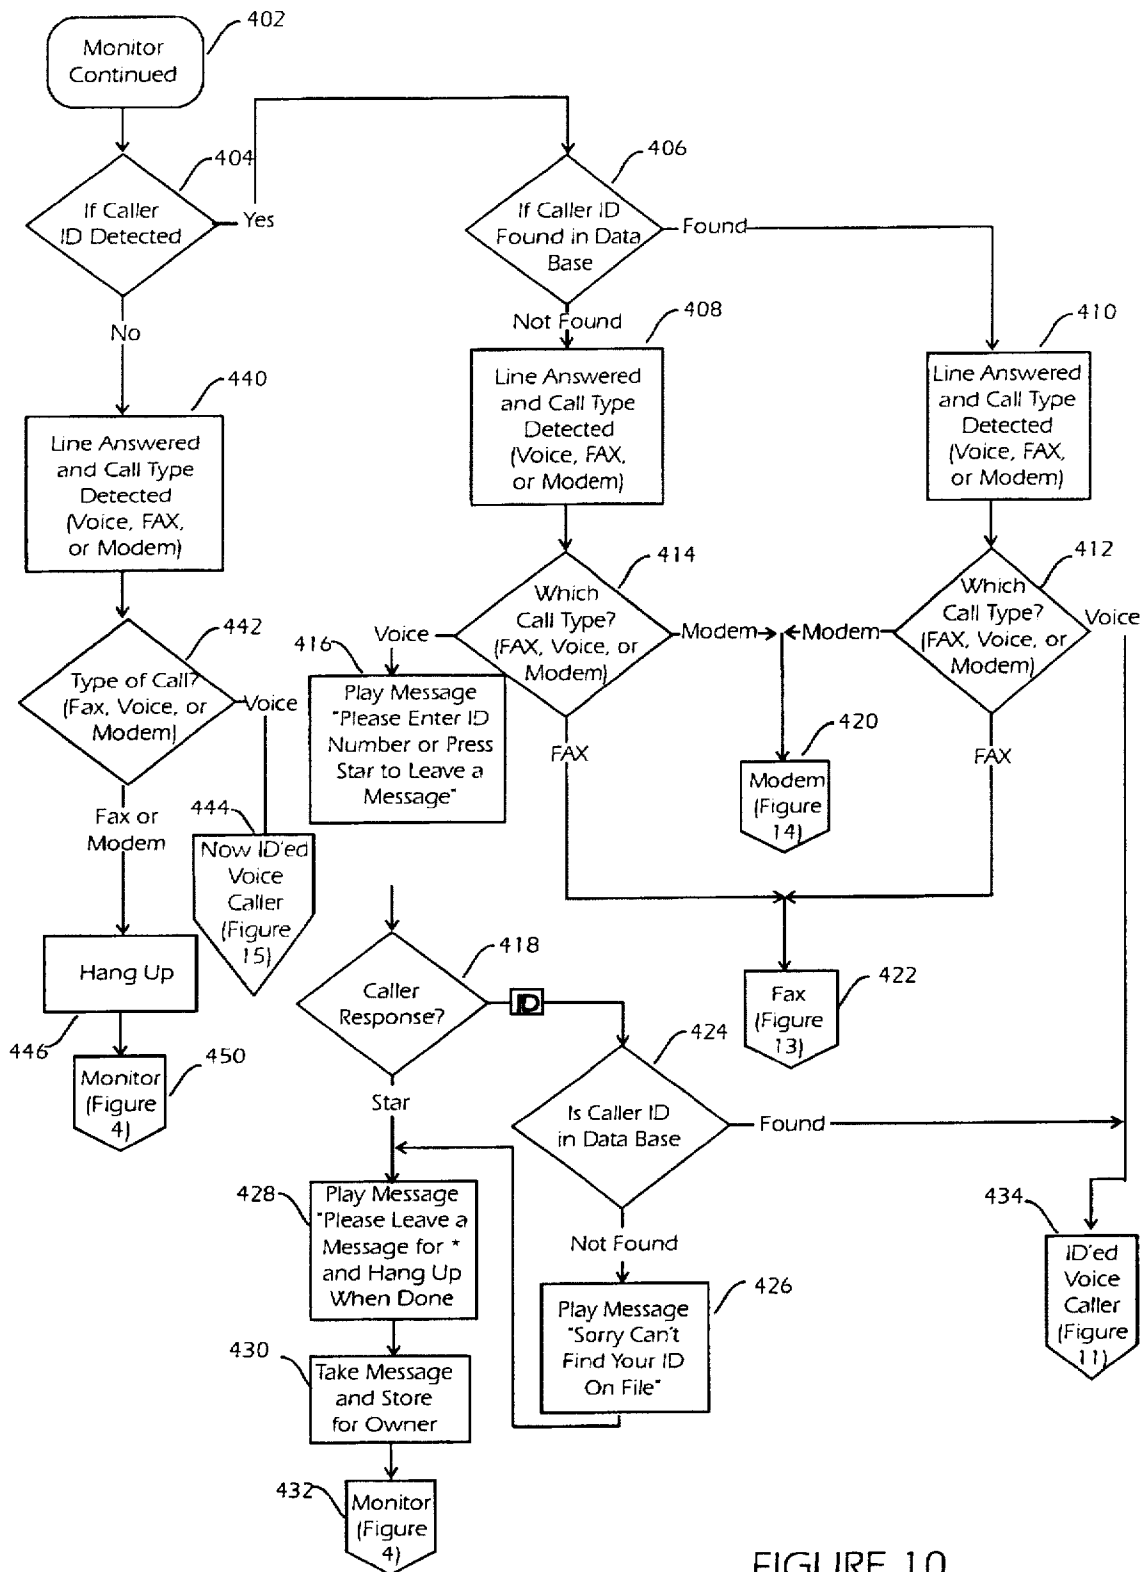 402
Monitor
Continued
404
If Caller
ID Detected
Yes
406
If Caller ID
Found in Data
Base
Found
No
Not Found
408
Line Answered
and Call Type
Detected
(Voice, FAX,
or Modem)
410
Line Answered
and Call Type
Detected
(Voice, FAX,
or Modem)
440
Line Answered
and Call Type
Detected
(Voice, FAX,
or Modem)
442
Type of Call?
(Fax, Voice, or
Modem)
Voice
414
Which
Call Type?
(FAX, Voice, or
Modem)
Voice
Modem
FAX
412
Which
Call Type?
(FAX, Voice, or
Modem)
Modem
Voice
FAX
416
Play Message
"Please Enter ID
Number or Press
Star to Leave a
Message"
420
Modem
(Figure
14)
Fax or
Modem
444
Now ID'ed
Voice
Caller
(Figure
15)
Hang Up
446
450
Monitor
(Figure
4)
418
Caller
Response?
ID
Star
422
Fax
(Figure
13)
424
Is Caller ID
in Data Base
Found
Not Found
428
Play Message
"Please Leave a
Message for *
and Hang Up
When Done
426
Play Message
"Sorry Can't
Find Your ID
On File"
434
ID'ed
Voice
Caller
(Figure
11)
430
Take Message
and Store
for Owner
432
Monitor
(Figure
4)
FIGURE 10